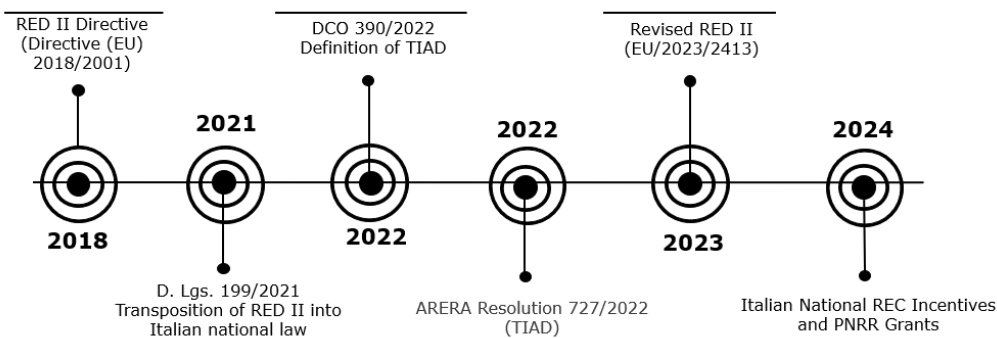 RED II Directive
(Directive (EU)
2018/2001)
2018
2021
D. Lgs. 199/2021
Transposition of RED II into
Italian national law
DCO 390/2022
Definition of TIAD
2022
2022
ARERA Resolution 727/2022
(TIAD)
Revised RED II
(EU/2023/2413)
2023
2024
Italian National REC Incentives
and PNRR Grants